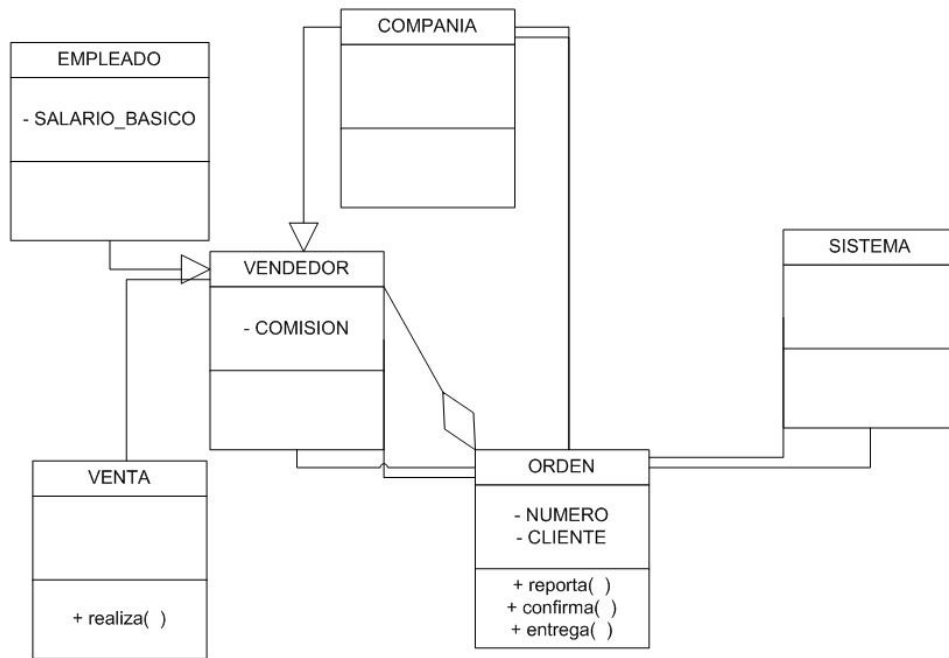 COMPANIA
EMPLEADO
- SALARIO_BASICO
SISTEMA
VENDEDOR
- COMISION
ORDEN
- NUMERO
- CLIENTE
+ reporta( )
+ confirma( )
+ entrega( )
VENTA
+ realiza( )